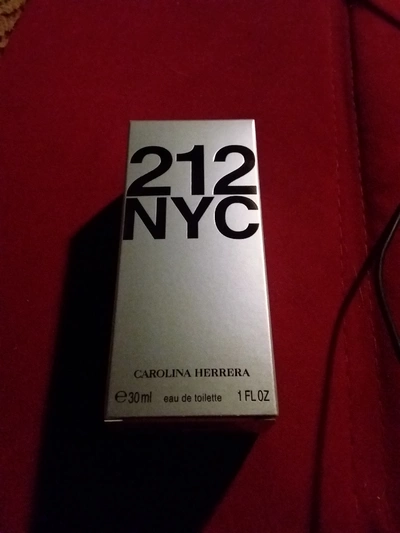 212
NYC
CAROLINA HERRERA
℮30ml eau de toilette 1 FL OZ